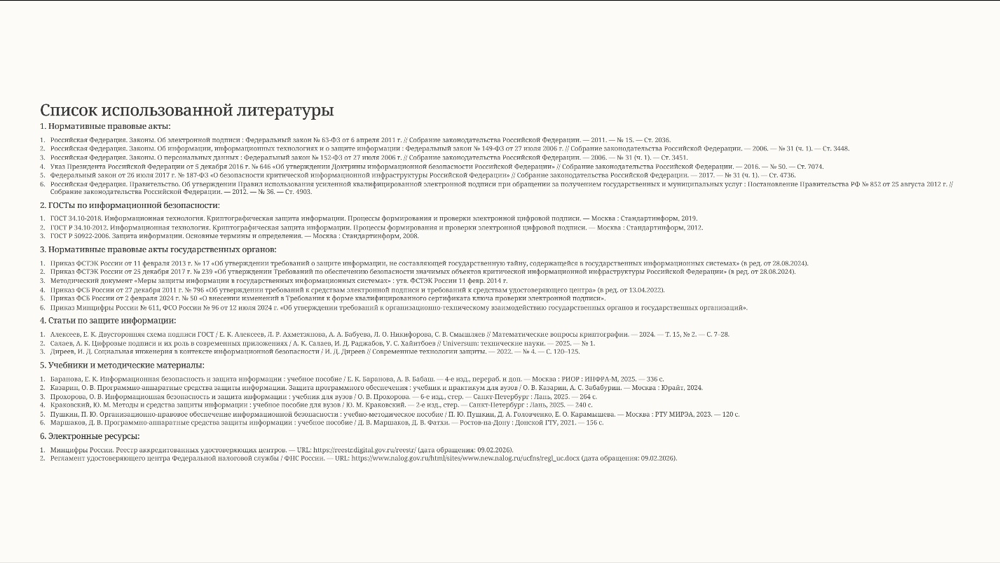 Список использованной литературы
1. Нормативные правовые акты:
1. Российская Федерация. Законы. Об электронной подписи : Федеральный закон № 63-ФЗ от 6 апреля 2011 г. // Собрание законодательства Российской Федерации. — 2011. — № 15. — Ст. 2036.
2. Российская Федерация. Законы. Об информации, информационных технологиях и о защите информации : Федеральный закон № 149-ФЗ от 27 июля 2006 г. // Собрание законодательства Российской Федерации. — 2006. — № 31 (ч. 1). — Ст. 3448.
3. Российская Федерация. Законы. О персональных данных : Федеральный закон № 152-ФЗ от 27 июля 2006 г. // Собрание законодательства Российской Федерации. — 2006. — № 31 (ч. 1). — Ст. 3451.
4. Указ Президента Российской Федерации от 5 декабря 2016 г. № 646 «Об утверждении Доктрины информационной безопасности Российской Федерации» // Собрание законодательства Российской Федерации. — 2016. — № 50. — Ст. 7074.
5. Федеральный закон от 26 июля 2017 г. № 187-ФЗ «О безопасности критической информационной инфраструктуры Российской Федерации» // Собрание законодательства Российской Федерации. — 2017. — № 31 (ч. 1). — Ст. 4736.
6. Российская Федерация. Правительство. Об утверждении Правил использования усиленной квалифицированной электронной подписи при обращении за получением государственных и муниципальных услуг : Постановление Правительства РФ № 852 от 25 августа 2012 г. //
Собрание законодательства Российской Федерации. — 2012. — № 36. — Ст. 4903.
2. ГОСТы по информационной безопасности:
1. ГОСТ 34.10-2018. Информационная технология. Криптографическая защита информации. Процессы формирования и проверки электронной цифровой подписи. — Москва : Стандартинформ, 2019.
2. ГОСТ Р 34.10-2012. Информационная технология. Криптографическая защита информации. Процессы формирования и проверки электронной цифровой подписи. — Москва : Стандартинформ, 2012.
3. ГОСТ Р 50922-2006. Защита информации. Основные термины и определения. — Москва : Стандартинформ, 2008.
3. Нормативные правовые акты государственных органов:
1. Приказ ФСТЭК России от 11 февраля 2013 г. № 17 «Об утверждении требований о защите информации, не составляющей государственную тайну, содержащейся в государственных информационных системах» (в ред. от 28.08.2024).
2. Приказ ФСТЭК России от 25 декабря 2017 г. № 239 «Об утверждении Требований по обеспечению безопасности значимых объектов критической информационной инфраструктуры Российской Федерации» (в ред. от 28.08.2024).
3. Методический документ «Меры защиты информации в государственных информационных системах» : утв. ФСТЭК России 11 февр. 2014 г.
4. Приказ ФСБ России от 27 декабря 2011 г. № 796 «Об утверждении требований к средствам электронной подписи и требований к средствам удостоверяющего центра» (в ред. от 13.04.2022).
5. Приказ ФСБ России от 2 февраля 2024 г. № 50 «О внесении изменений в Требования к форме квалифицированного сертификата ключа проверки электронной подписи».
6. Приказ Минцифры России № 611, ФСО России № 96 от 12 июля 2024 г. «Об утверждении требований к организационно-техническому взаимодействию государственных органов и государственных организаций».
4. Статьи по защите информации:
1. Алексеев, Е. К. Двусторонняя схема подписи ГОСТ / Е. К. Алексеев, Л. Р. Ахметзянова, А. А. Бабуева, Л. О. Никифорова, С. В. Смышляев // Математические вопросы криптографии. — 2024. — Т. 15, № 2. — С. 7–28.
2. Салаев, А. К. Цифровые подписи и их роль в современных приложениях / А. К. Салаев, И. Д. Раджабов, У. С. Хайитбоев // Universum: технические науки. — 2025. — № 1.
3. Диреев, И. Д. Социальная инженерия в контексте информационной безопасности / И. Д. Диреев // Современные технологии защиты. — 2022. — № 4. — С. 120–125.
5. Учебники и методические материалы:
1. Баранова, Е. К. Информационная безопасность и защита информации : учебное пособие / Е. К. Баранова, А. В. Бабаш. — 4-е изд., перераб. и доп. — Москва : РИОР : ИНФРА-М, 2025. — 336 с.
2. Казарин, О. В. Программно-аппаратные средства защиты информации. Защита программного обеспечения : учебник и практикум для вузов / О. В. Казарин, А. С. Забабурин. — Москва : Юрайт, 2024.
3. Прохорова, О. В. Информационная безопасность и защита информации : учебник для вузов / О. В. Прохорова. — 6-е изд., стер. — Санкт-Петербург : Лань, 2025. — 264 с.
4. Краковский, Ю. М. Методы и средства защиты информации : учебное пособие для вузов / Ю. М. Краковский. — 2-е изд., стер. — Санкт-Петербург : Лань, 2025. — 240 с.
5. Пушкин, П. Ю. Организационно-правовое обеспечение информационной безопасности : учебно-методическое пособие / П. Ю. Пушкин, Д. А. Головченко, Е. О. Карамышева. — Москва : РТУ МИРЭА, 2023. — 120 с.
6. Маршаков, Д. В. Программно-аппаратные средства защиты информации : учебное пособие / Д. В. Маршаков, Д. В. Фатхи. — Ростов-на-Дону : Донской ГТУ, 2021. — 156 с.
6. Электронные ресурсы:
1. Минцифры России. Реестр аккредитованных удостоверяющих центров. — URL: https://reestr.digital.gov.ru/reestr/ (дата обращения: 09.02.2026).
2. Регламент удостоверяющего центра Федеральной налоговой службы / ФНС России. — URL: https://www.nalog.gov.ru/html/sites/www.new.nalog.ru/ucfns/regl_uc.docx (дата обращения: 09.02.2026).